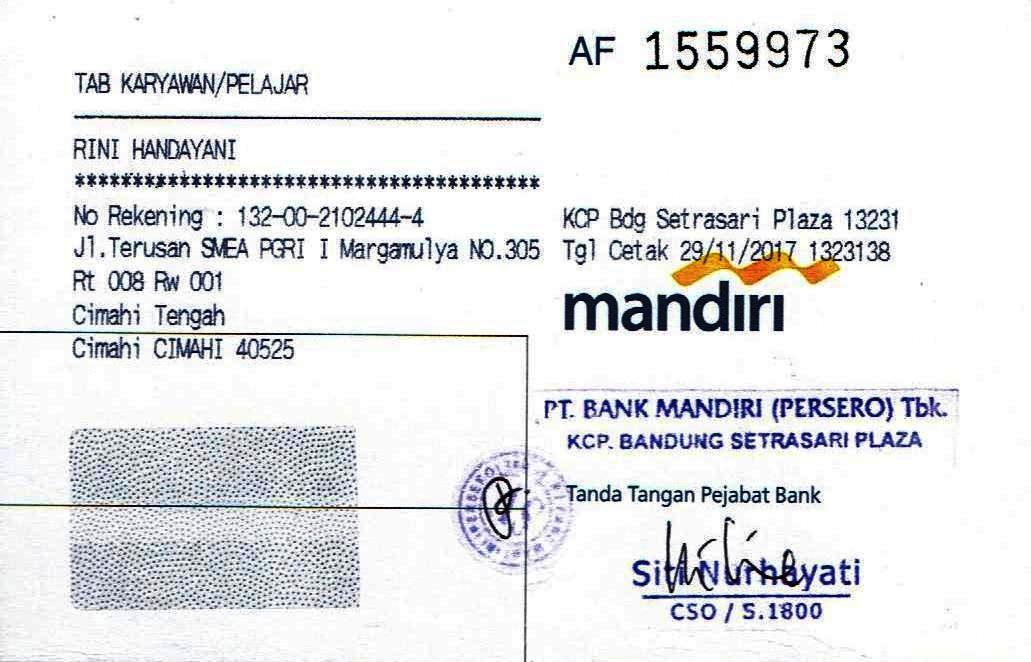 AF 1559973
TAB KARYAWAN/PELAJAR
RINI HANDAYANI
****************************************
No Rekening : 132-00-2102444-4
Jl.Terusan SMEA PGRI I Margamulya NO.305
Rt 008 Rw 001
Cimahi Tengah
Cimahi CIMAHI 40525
KCP Bdg Setrasari Plaza 13231
Tgl Cetak 29/11/2017 1323138
mandiri
PT. BANK MANDIRI (PERSERO) Tbk.
KCP. BANDUNG SETRASARI PLAZA
Tanda Tangan Pejabat Bank
Siti Nurhayati
CSO / S.1800